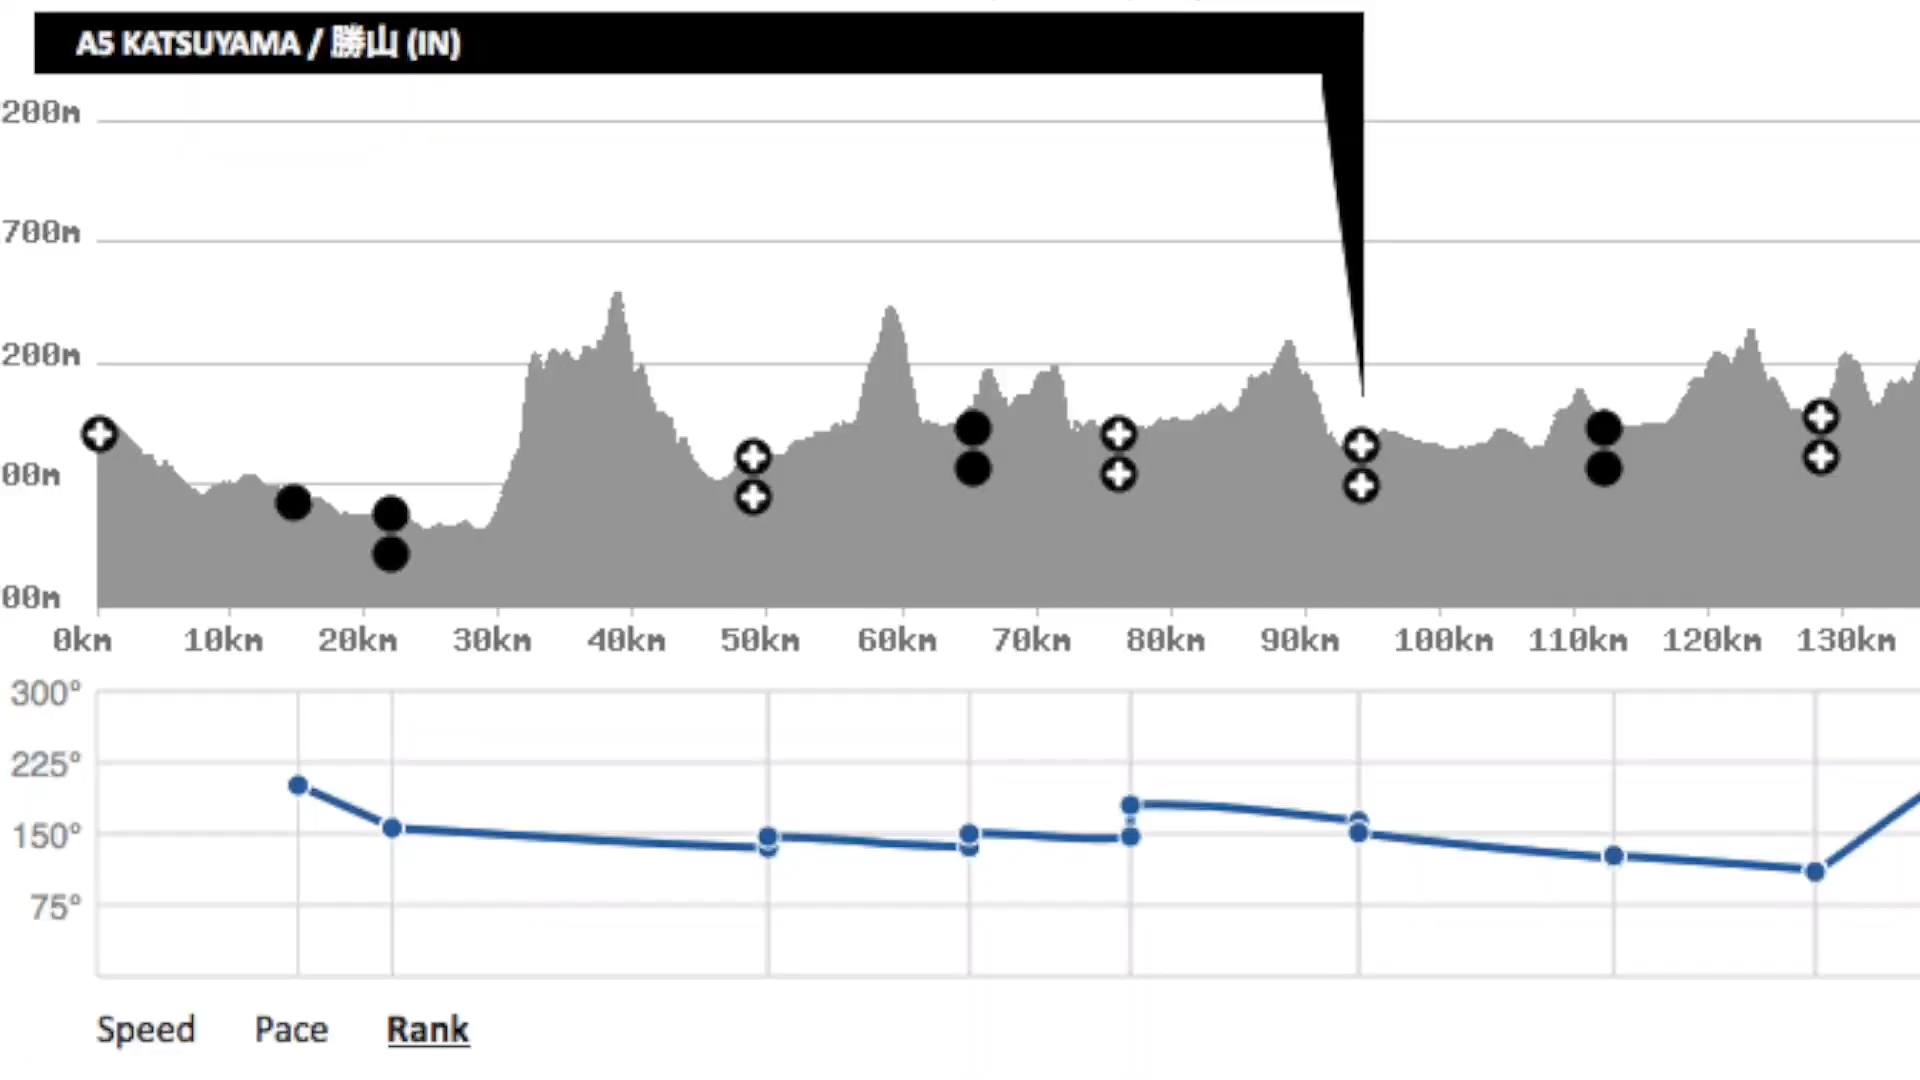 A5 KATSUYAMA / 勝山 (IN)
200m
700m
200m
00m
00m
0km 10km 20km 30km 40km 50km 60km 70km 80km 90km 100km 110km 120km 130km
300°
225°
150°
75°
Speed Pace Rank